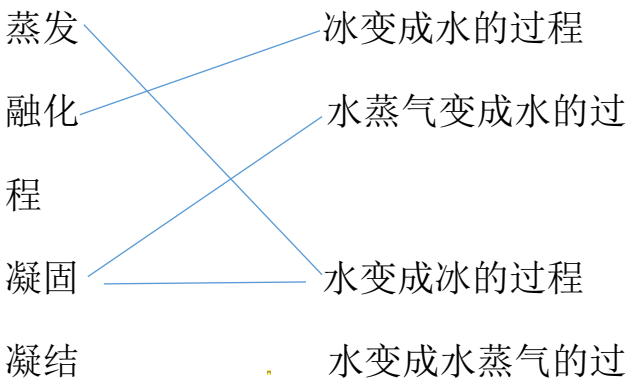 蒸发 冰变成水的过程
融化 水蒸气变成水的过
程
凝固 水变成冰的过程
凝结 水变成水蒸气的过